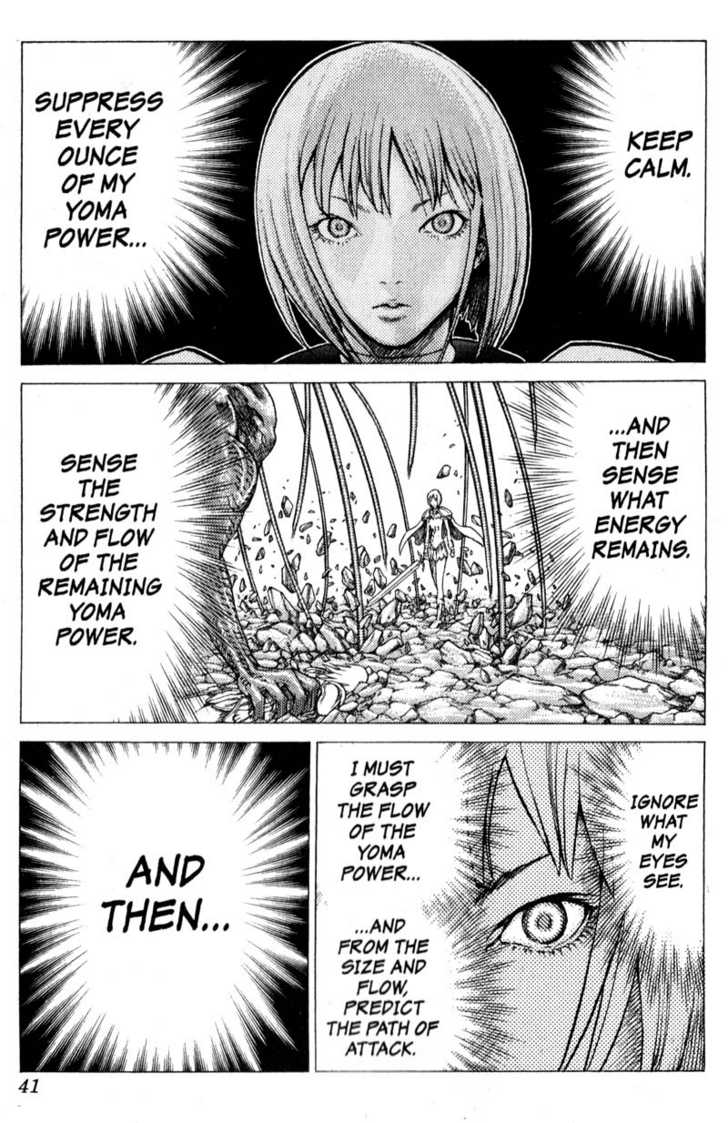 KEEP
CALM.
SUPPRESS
EVERY
OUNCE
OF MY
YOMA
POWER...
...AND
THEN
SENSE
WHAT
ENERGY
REMAINS.
SENSE
THE
STRENGTH
AND FLOW
OF THE
REMAINING
YOMA
POWER.
IGNORE
WHAT
MY
EYES
SEE.
I MUST
GRASP
THE FLOW
OF THE
YOMA
POWER...
...AND
FROM THE
SIZE AND
FLOW,
PREDICT
THE PATH OF
ATTACK.
AND
THEN...
41